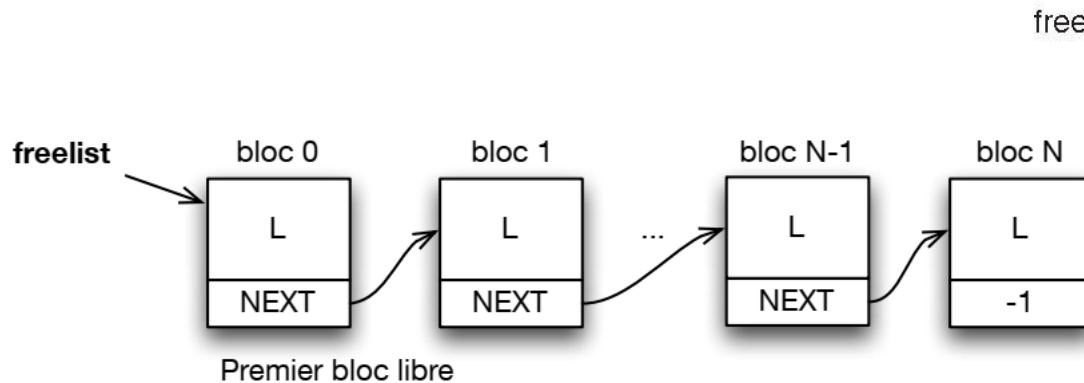 free
freelist bloc 0 bloc 1 bloc N-1 bloc N
L L ... L L
NEXT NEXT NEXT -1
Premier bloc libre